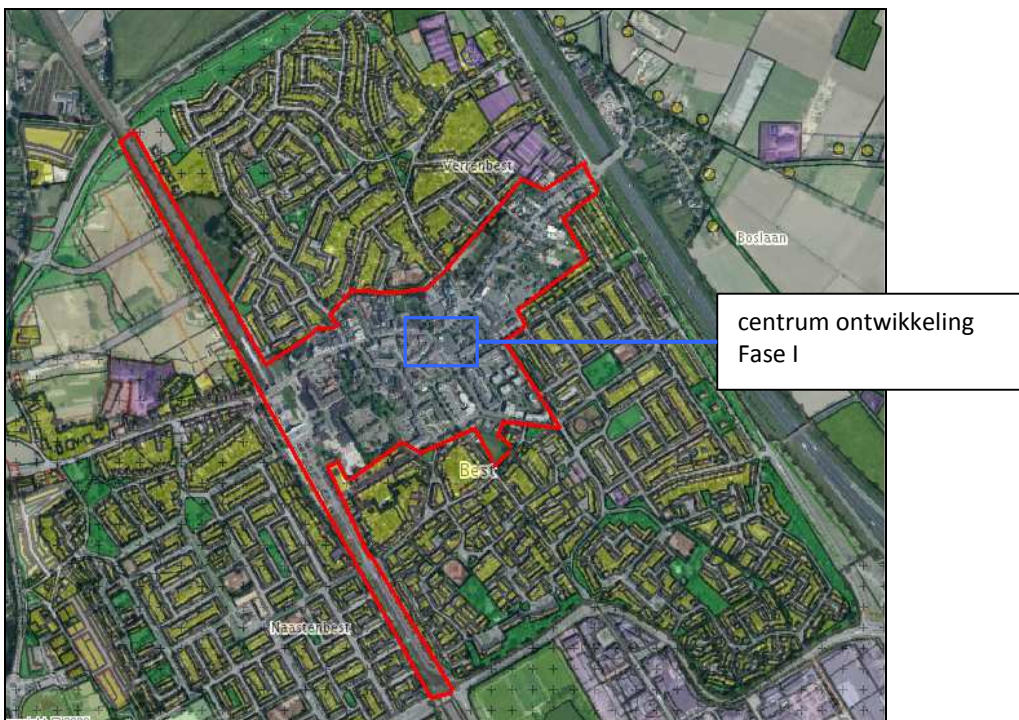 Verrenbest
Boslaan
centrum ontwikkeling
Fase I
Best
Naastenbest